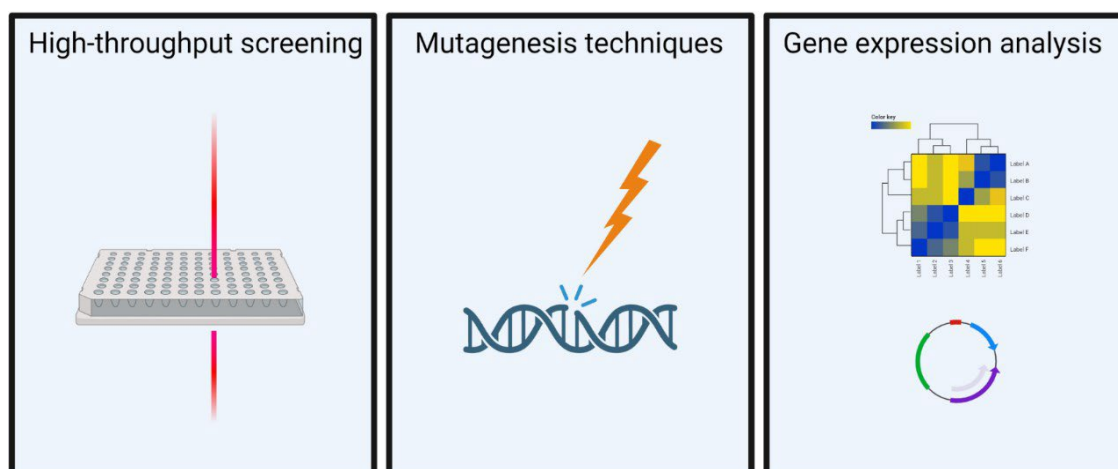 High-throughput screening
Mutagenesis techniques
Gene expression analysis
Color key
Label A
Label B
Label C
Label D
Label E
Label F
Label 1
Label 2
Label 3
Label 4
Label 5
Label 6